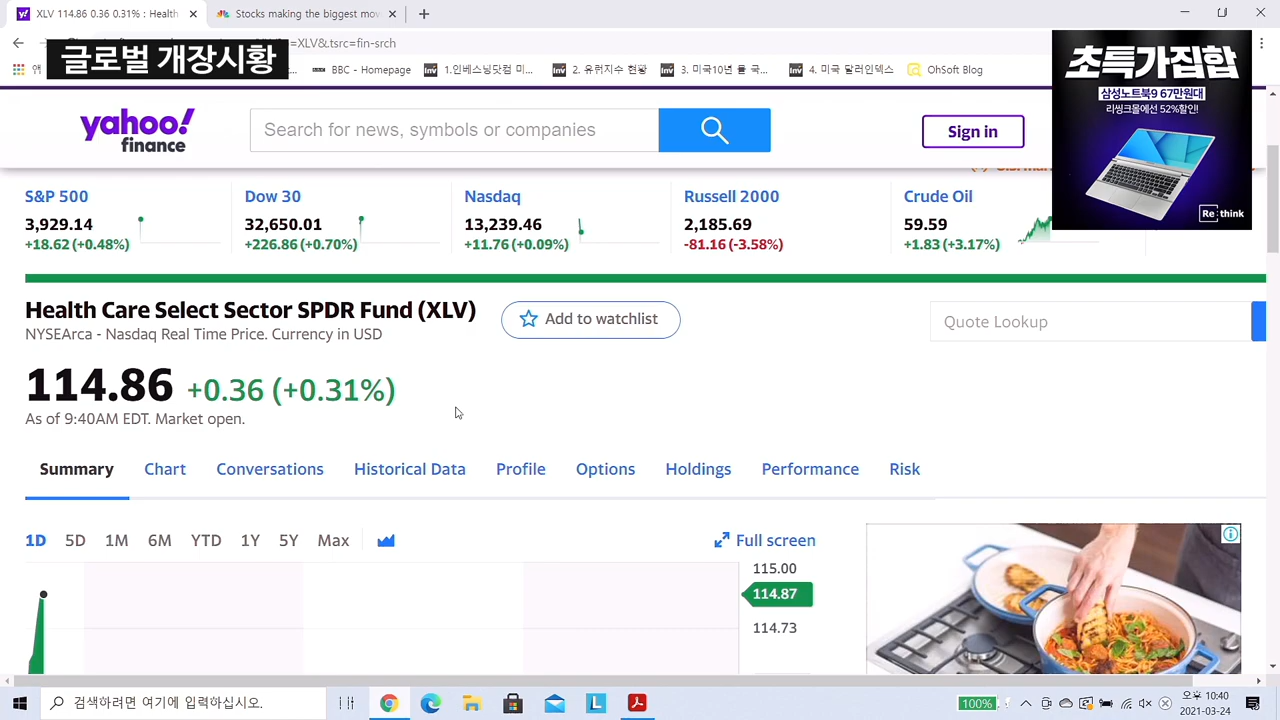 XLV 114.86 0.36 0.31% : Health
Stocks making the biggest mov
글로벌 개장시황
=XLV&.tsrc=fin-srch
BBC - Homepage
1.인베스팅닷컴 미...
2. 유럽지수 현황
3. 미국10년 물 국...
4. 미국 달러인덱스
OhSoft Blog
초특가집합
삼성노트북9 67만원대
리씽크몰에선 52%할인!
Re:think
yahoo!
finance
Search for news, symbols or companies
Sign in
S&P 500
3,929.14
+18.62 (+0.48%)
Dow 30
32,650.01
+226.86 (+0.70%)
Nasdaq
13,239.46
+11.76 (+0.09%)
Russell 2000
2,185.69
-81.16 (-3.58%)
Crude Oil
59.59
+1.83 (+3.17%)
Health Care Select Sector SPDR Fund (XLV)
NYSEArca - Nasdaq Real Time Price. Currency in USD
Add to watchlist
Quote Lookup
114.86 +0.36 (+0.31%)
As of 9:40AM EDT. Market open.
Summary Chart Conversations Historical Data Profile Options Holdings Performance Risk
1D 5D 1M 6M YTD 1Y 5Y Max
Full screen
115.00
114.87
114.73
검색하려면 여기에 입력하십시오.
100%
오후 10:40
2021-03-24